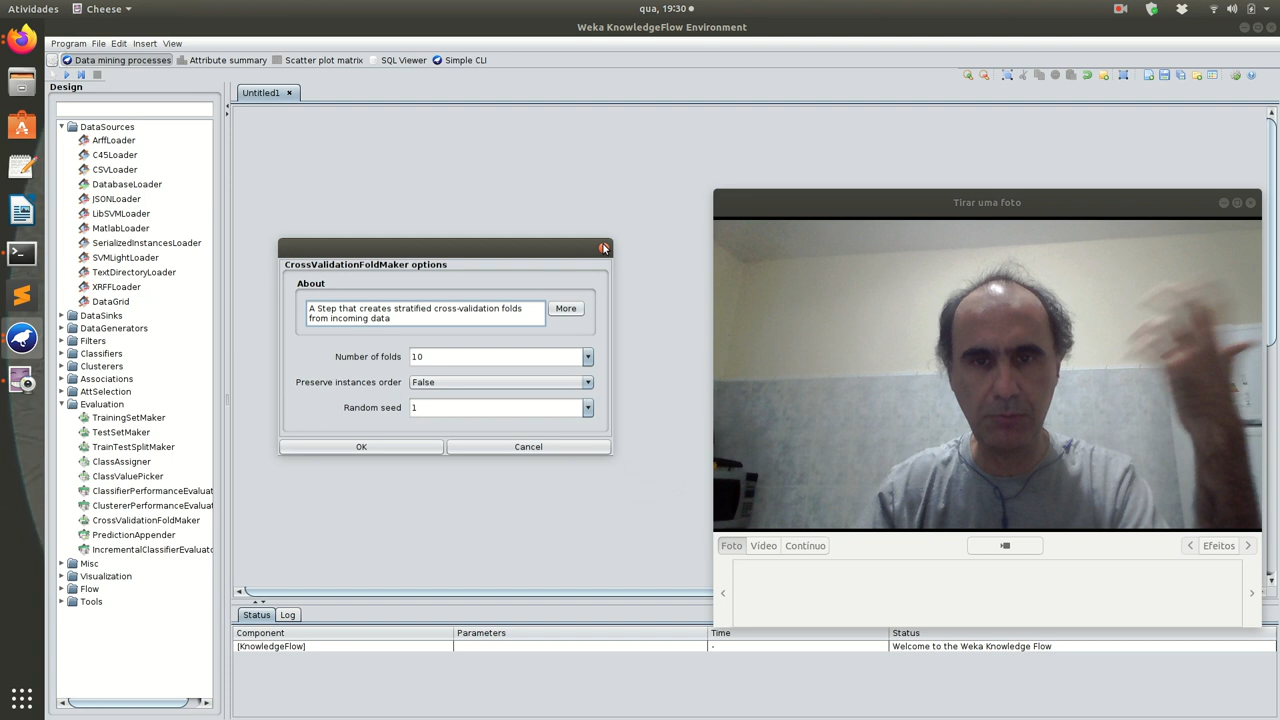 Atividades
Cheese
qua, 19:30
Weka KnowledgeFlow Environment
Program File Edit Insert View
Data mining processes
Attribute summary
Scatter plot matrix
SQL Viewer
Simple CLI
Design
Untitled1
DataSources
ArffLoader
C45Loader
CSVLoader
DatabaseLoader
JSONLoader
LibSVMLoader
MatlabLoader
SerializedInstancesLoader
SVMLightLoader
TextDirectoryLoader
XRFFLoader
DataGrid
DataSinks
DataGenerators
Filters
Classifiers
Clusterers
Associations
AttSelection
Evaluation
TrainingSetMaker
TestSetMaker
TrainTestSplitMaker
ClassAssigner
ClassValuePicker
ClassifierPerformanceEvaluat
ClustererPerformanceEvaluat
CrossValidationFoldMaker
PredictionAppender
IncrementalClassifierEvaluato
Misc
Visualization
Flow
Tools
CrossValidationFoldMaker options
About
A Step that creates stratified cross-validation folds
from incoming data
More
Number of folds 10
Preserve instances order False
Random seed 1
OK
Cancel
Tirar uma foto
Foto Vídeo Contínuo
Efeitos
Status
Log
Component Parameters Time Status
[KnowledgeFlow] - Welcome to the Weka Knowledge Flow